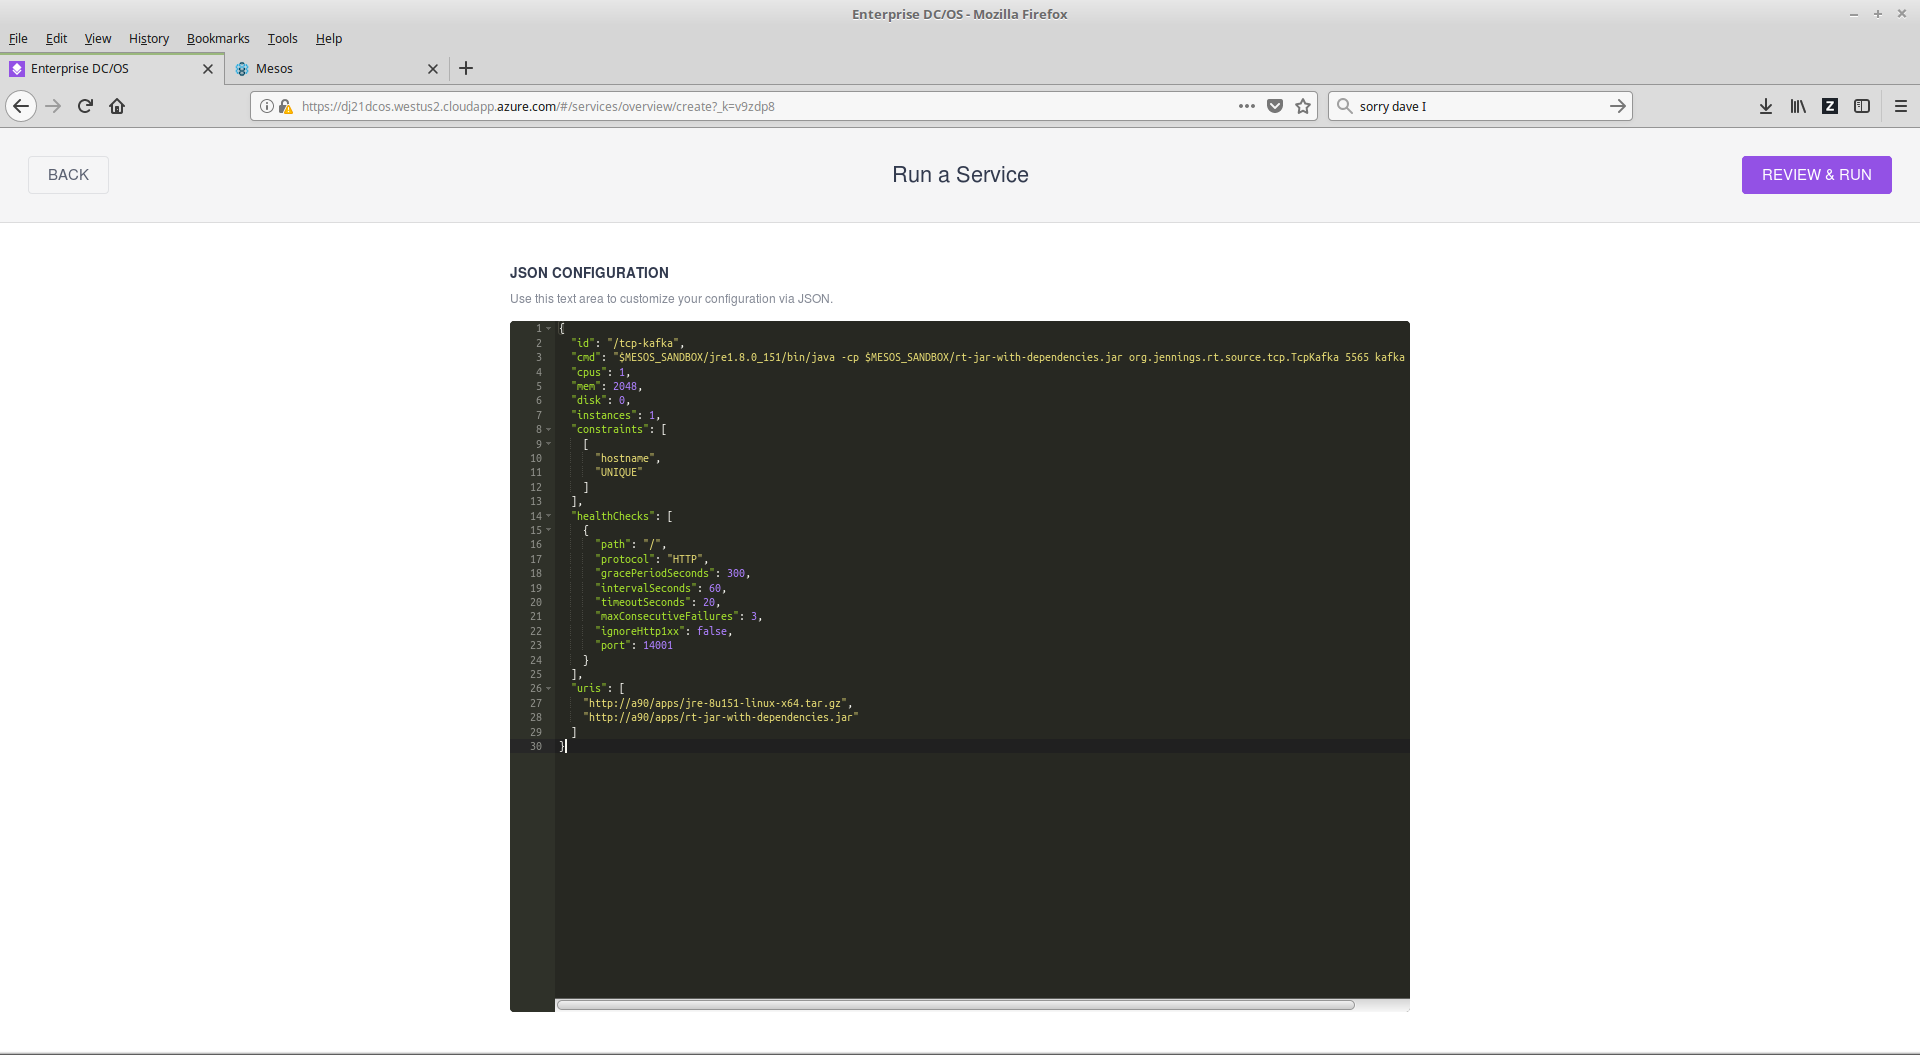 Enterprise DC/OS - Mozilla Firefox
File Edit View History Bookmarks Tools Help
Enterprise DC/OS
Mesos
https://dj21dcos.westus2.cloudapp.azure.com/#/services/overview/create?_k=v9zdp8
sorry dave I
Z
BACK
Run a Service
REVIEW & RUN
JSON CONFIGURATION
Use this text area to customize your configuration via JSON.
1 {
2 "id": "/tcp-kafka",
3 "cmd": "$MESOS_SANDBOX/jre1.8.0_151/bin/java -cp $MESOS_SANDBOX/rt-jar-with-dependencies.jar org.jennings.rt.source.tcp.TcpKafka 5565 kafka
4 "cpus": 1,
5 "mem": 2048,
6 "disk": 0,
7 "instances": 1,
8 "constraints": [
9 [
10 "hostname",
11 "UNIQUE"
12 ]
13 ],
14 "healthChecks": [
15 {
16 "path": "/",
17 "protocol": "HTTP",
18 "gracePeriodSeconds": 300,
19 "intervalSeconds": 60,
20 "timeoutSeconds": 20,
21 "maxConsecutiveFailures": 3,
22 "ignoreHttp1xx": false,
23 "port": 14001
24 }
25 ],
26 "uris": [
27 "http://a90/apps/jre-8u151-linux-x64.tar.gz",
28 "http://a90/apps/rt-jar-with-dependencies.jar"
29 ]
30 }